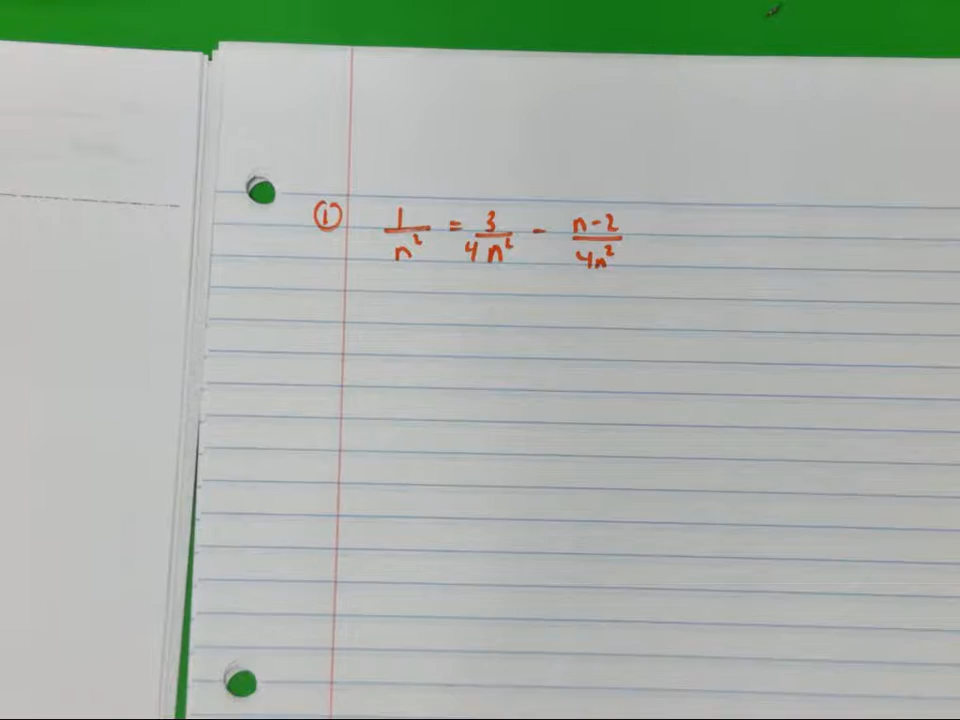 ① 1/n² = 3/4n² - n-2/4n²